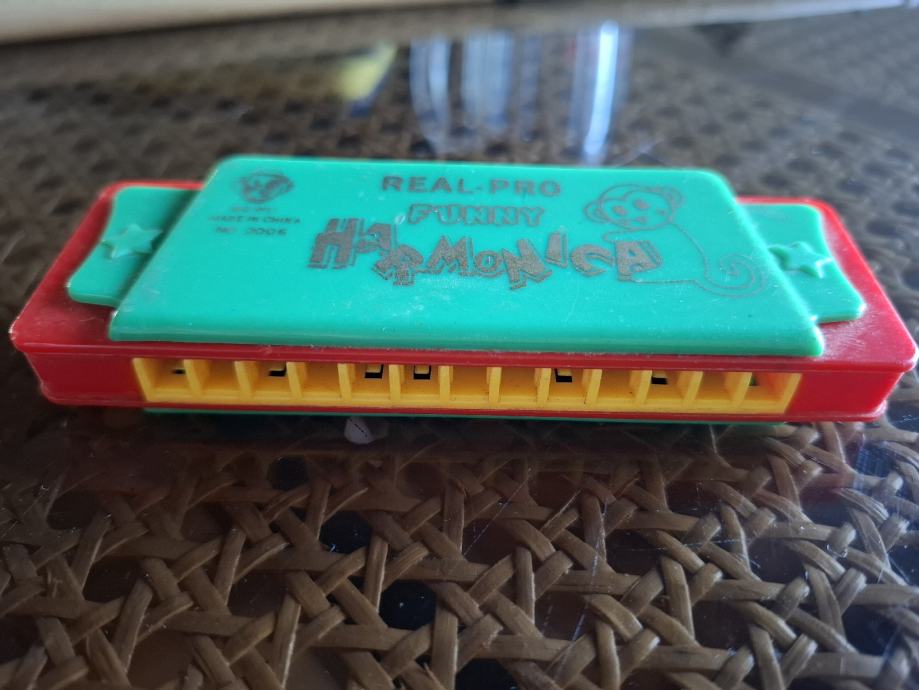 REAL-PRO
FUNNY
HARMONICA
MADE IN CHINA
NO. 2006